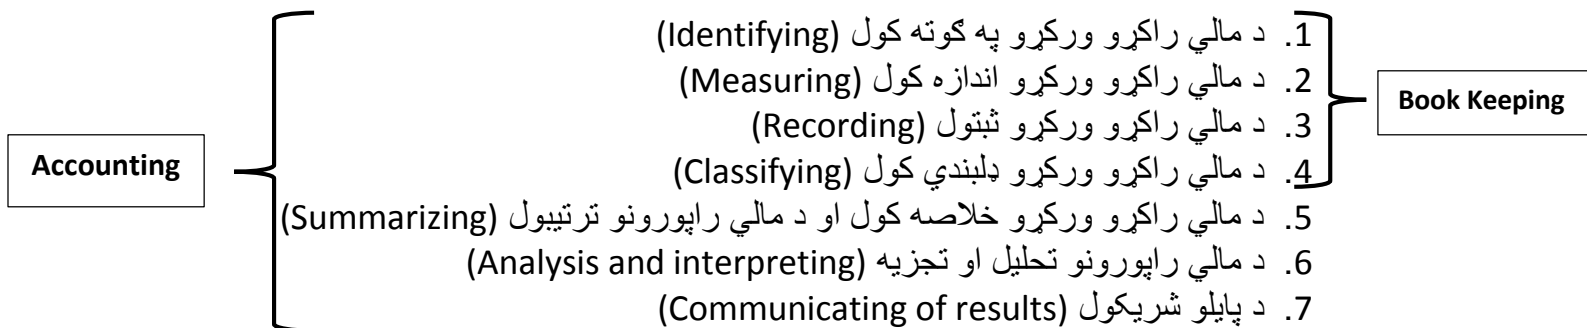 1. د مالي راکړو ورکړو په ګوته کول (Identifying)
2. د مالي راکړو ورکړو اندازه کول (Measuring)
3. د مالي راکړو ورکړو ثبتول (Recording)
4. د مالي راکړو ورکړو ډلبندي کول (Classifying)
5. د مالي راکړو ورکړو خلاصه کول او د مالي راپورونو ترتیبول (Summarizing)
6. د مالي راپورونو تحلیل او تجزیه (Analysis and interpreting)
7. د پایلو شریکول (Communicating of results)
Book Keeping
Accounting